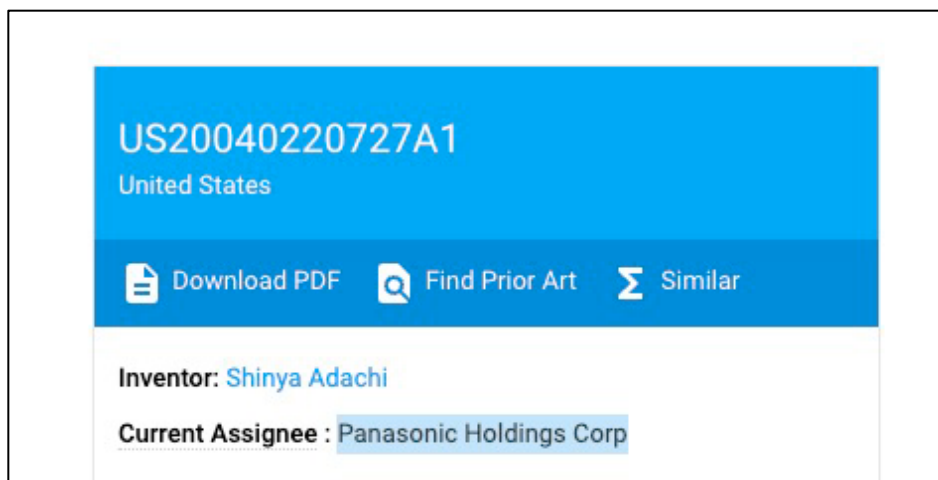 US20040220727A1
United States
Download PDF Find Prior Art Σ Similar
Inventor: Shinya Adachi
Current Assignee : Panasonic Holdings Corp